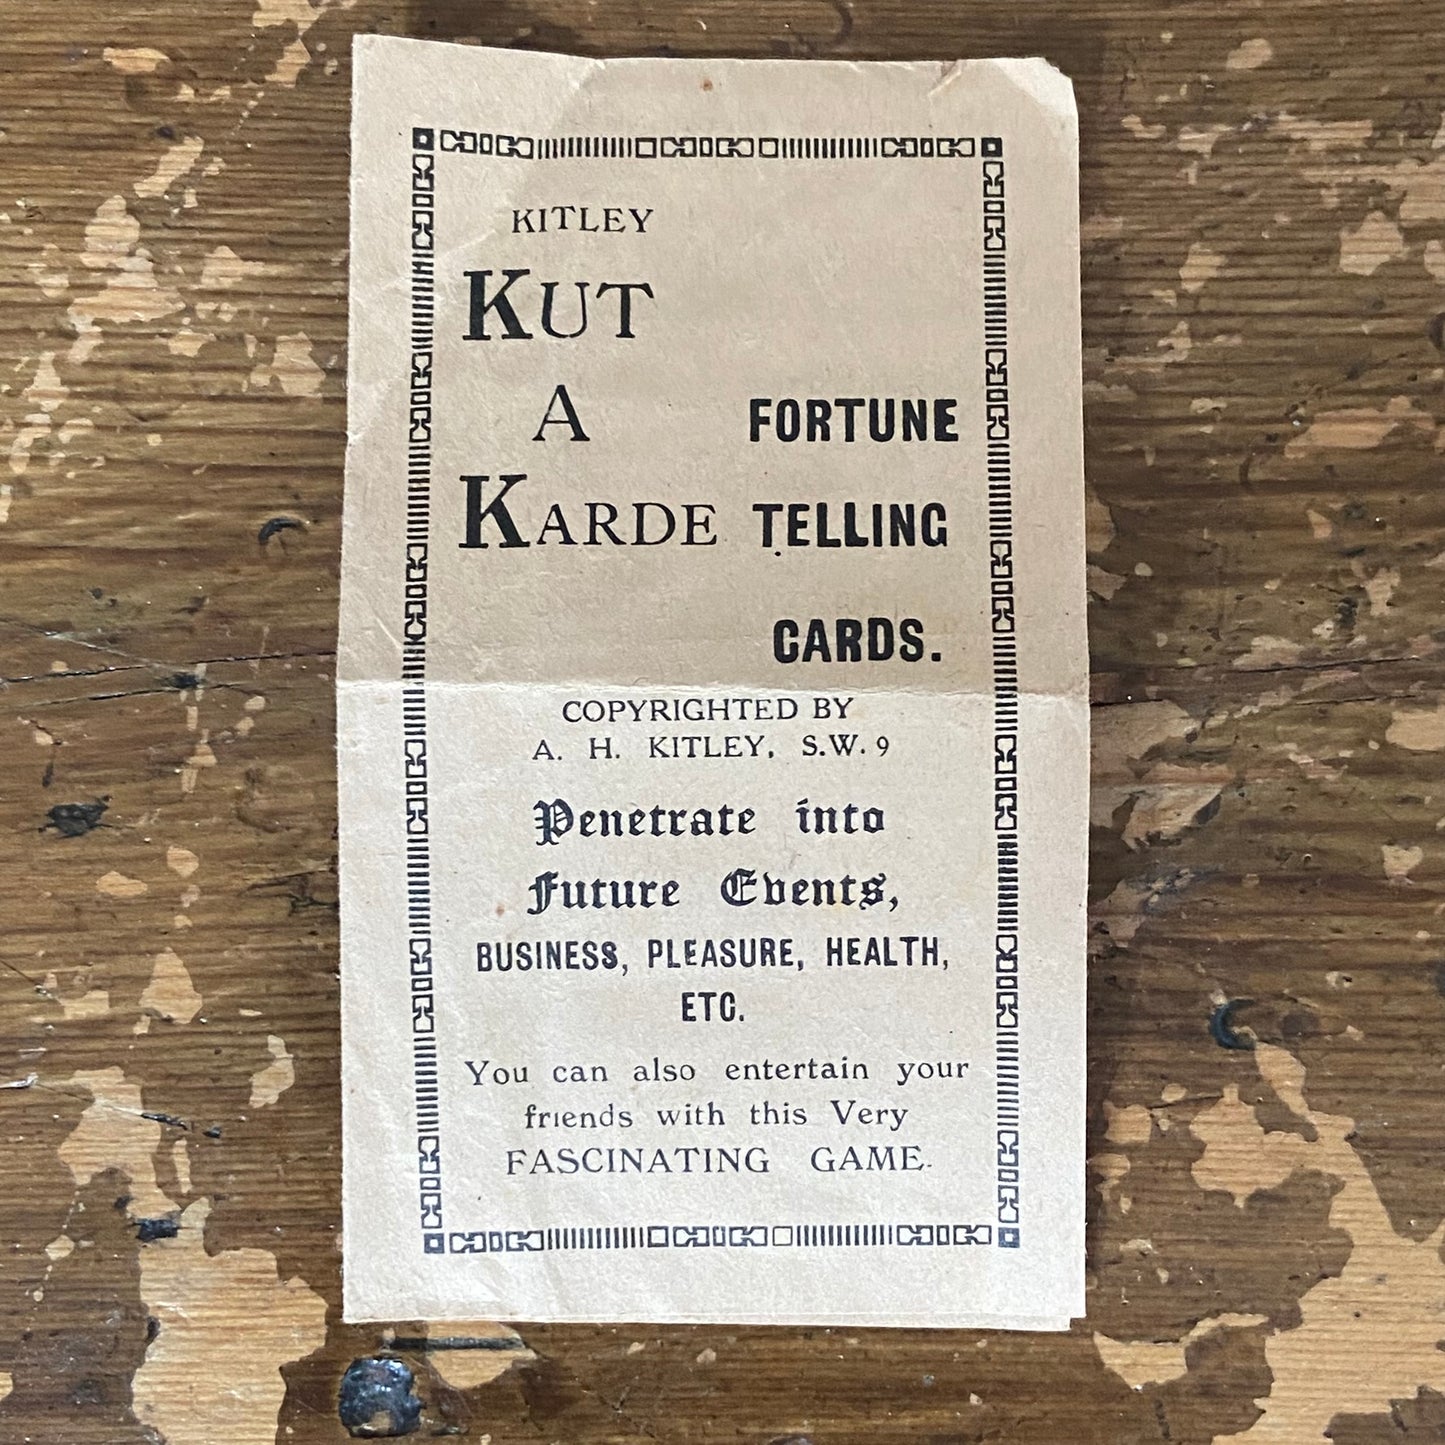 KITLEY
KUT
A FORTUNE
KARDE TELLING
CARDS.
COPYRIGHTED BY
A. H. KITLEY, S.W. 9
Penetrate into
Future Events,
BUSINESS, PLEASURE, HEALTH,
ETC.
You can also entertain your
friends with this Very
FASCINATING GAME.